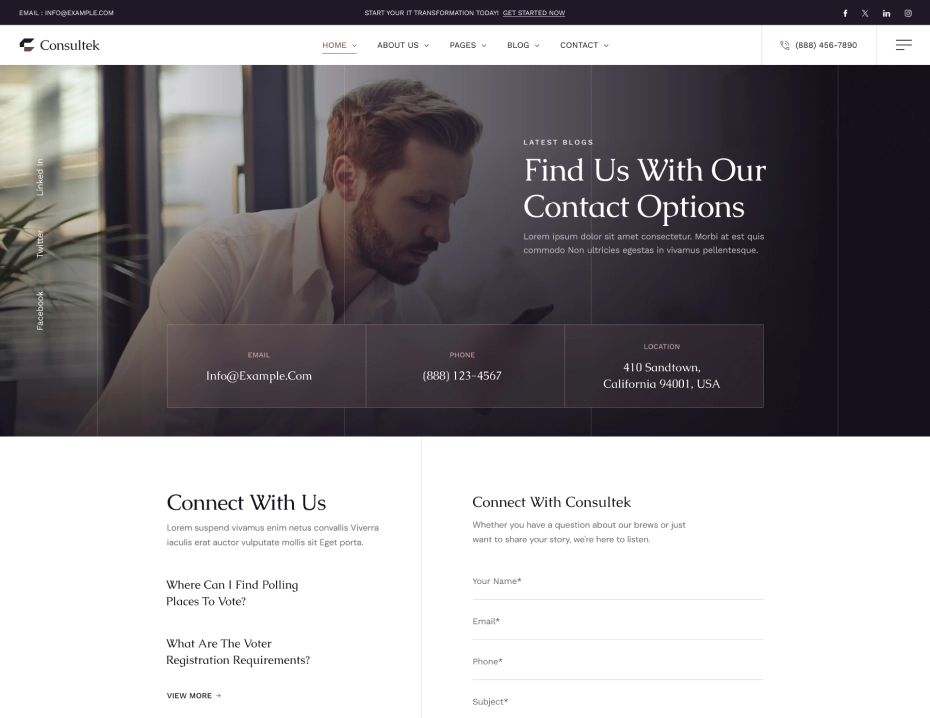 EMAIL : INFO@EXAMPLE.COM
START YOUR IT TRANSFORMATION TODAY! GET STARTED NOW
Consultek
HOME
ABOUT US
PAGES
BLOG
CONTACT
(888) 456-7890
Linked In
Twitter
Facebook
LATEST BLOGS
Find Us With Our
Contact Options
Lorem ipsum dolor sit amet consectetur. Morbi at est quis
commodo Non ultricies egestas in vivamus pellentesque.
EMAIL
Info@Example.Com
PHONE
(888) 123-4567
LOCATION
410 Sandtown,
California 94001, USA
Connect With Us
Lorem suspend vivamus enim netus convallis Viverra
iaculis erat auctor vulputate mollis sit Eget porta.
Where Can I Find Polling
Places To Vote?
What Are The Voter
Registration Requirements?
VIEW MORE
Connect With Consultek
Whether you have a question about our brews or just
want to share your story, we're here to listen.
Your Name*
Email*
Phone*
Subject*